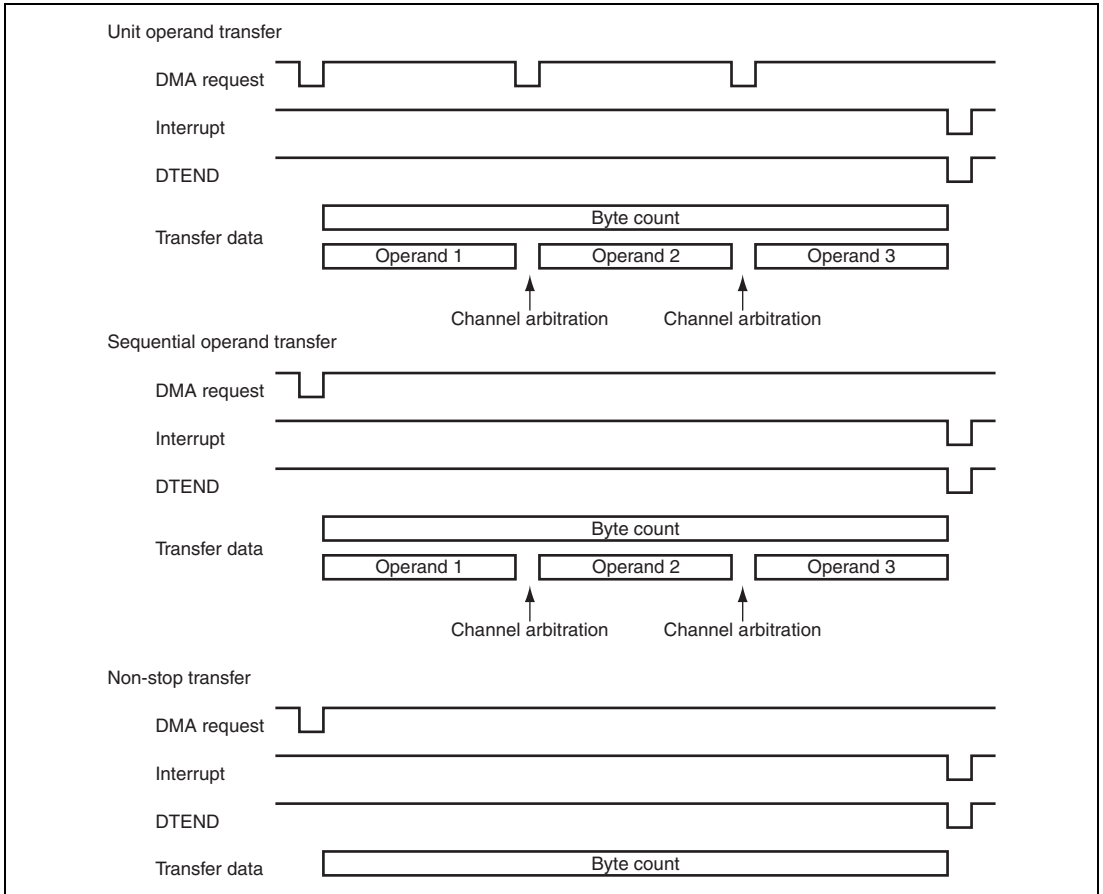 Unit operand transfer
DMA request
Interrupt
DTEND
Byte count
Transfer data
Operand 1 Operand 2 Operand 3
Channel arbitration Channel arbitration
Sequential operand transfer
DMA request
Interrupt
DTEND
Byte count
Transfer data
Operand 1 Operand 2 Operand 3
Channel arbitration Channel arbitration
Non-stop transfer
DMA request
Interrupt
DTEND
Transfer data Byte count